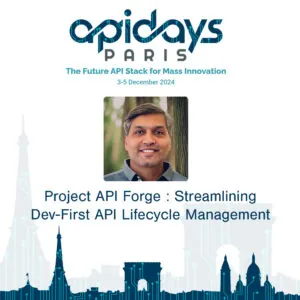 apidays
PARIS
The Future API Stack for Mass Innovation
3-5 December 2024
Project API Forge : Streamlining
Dev-First API Lifecycle Management